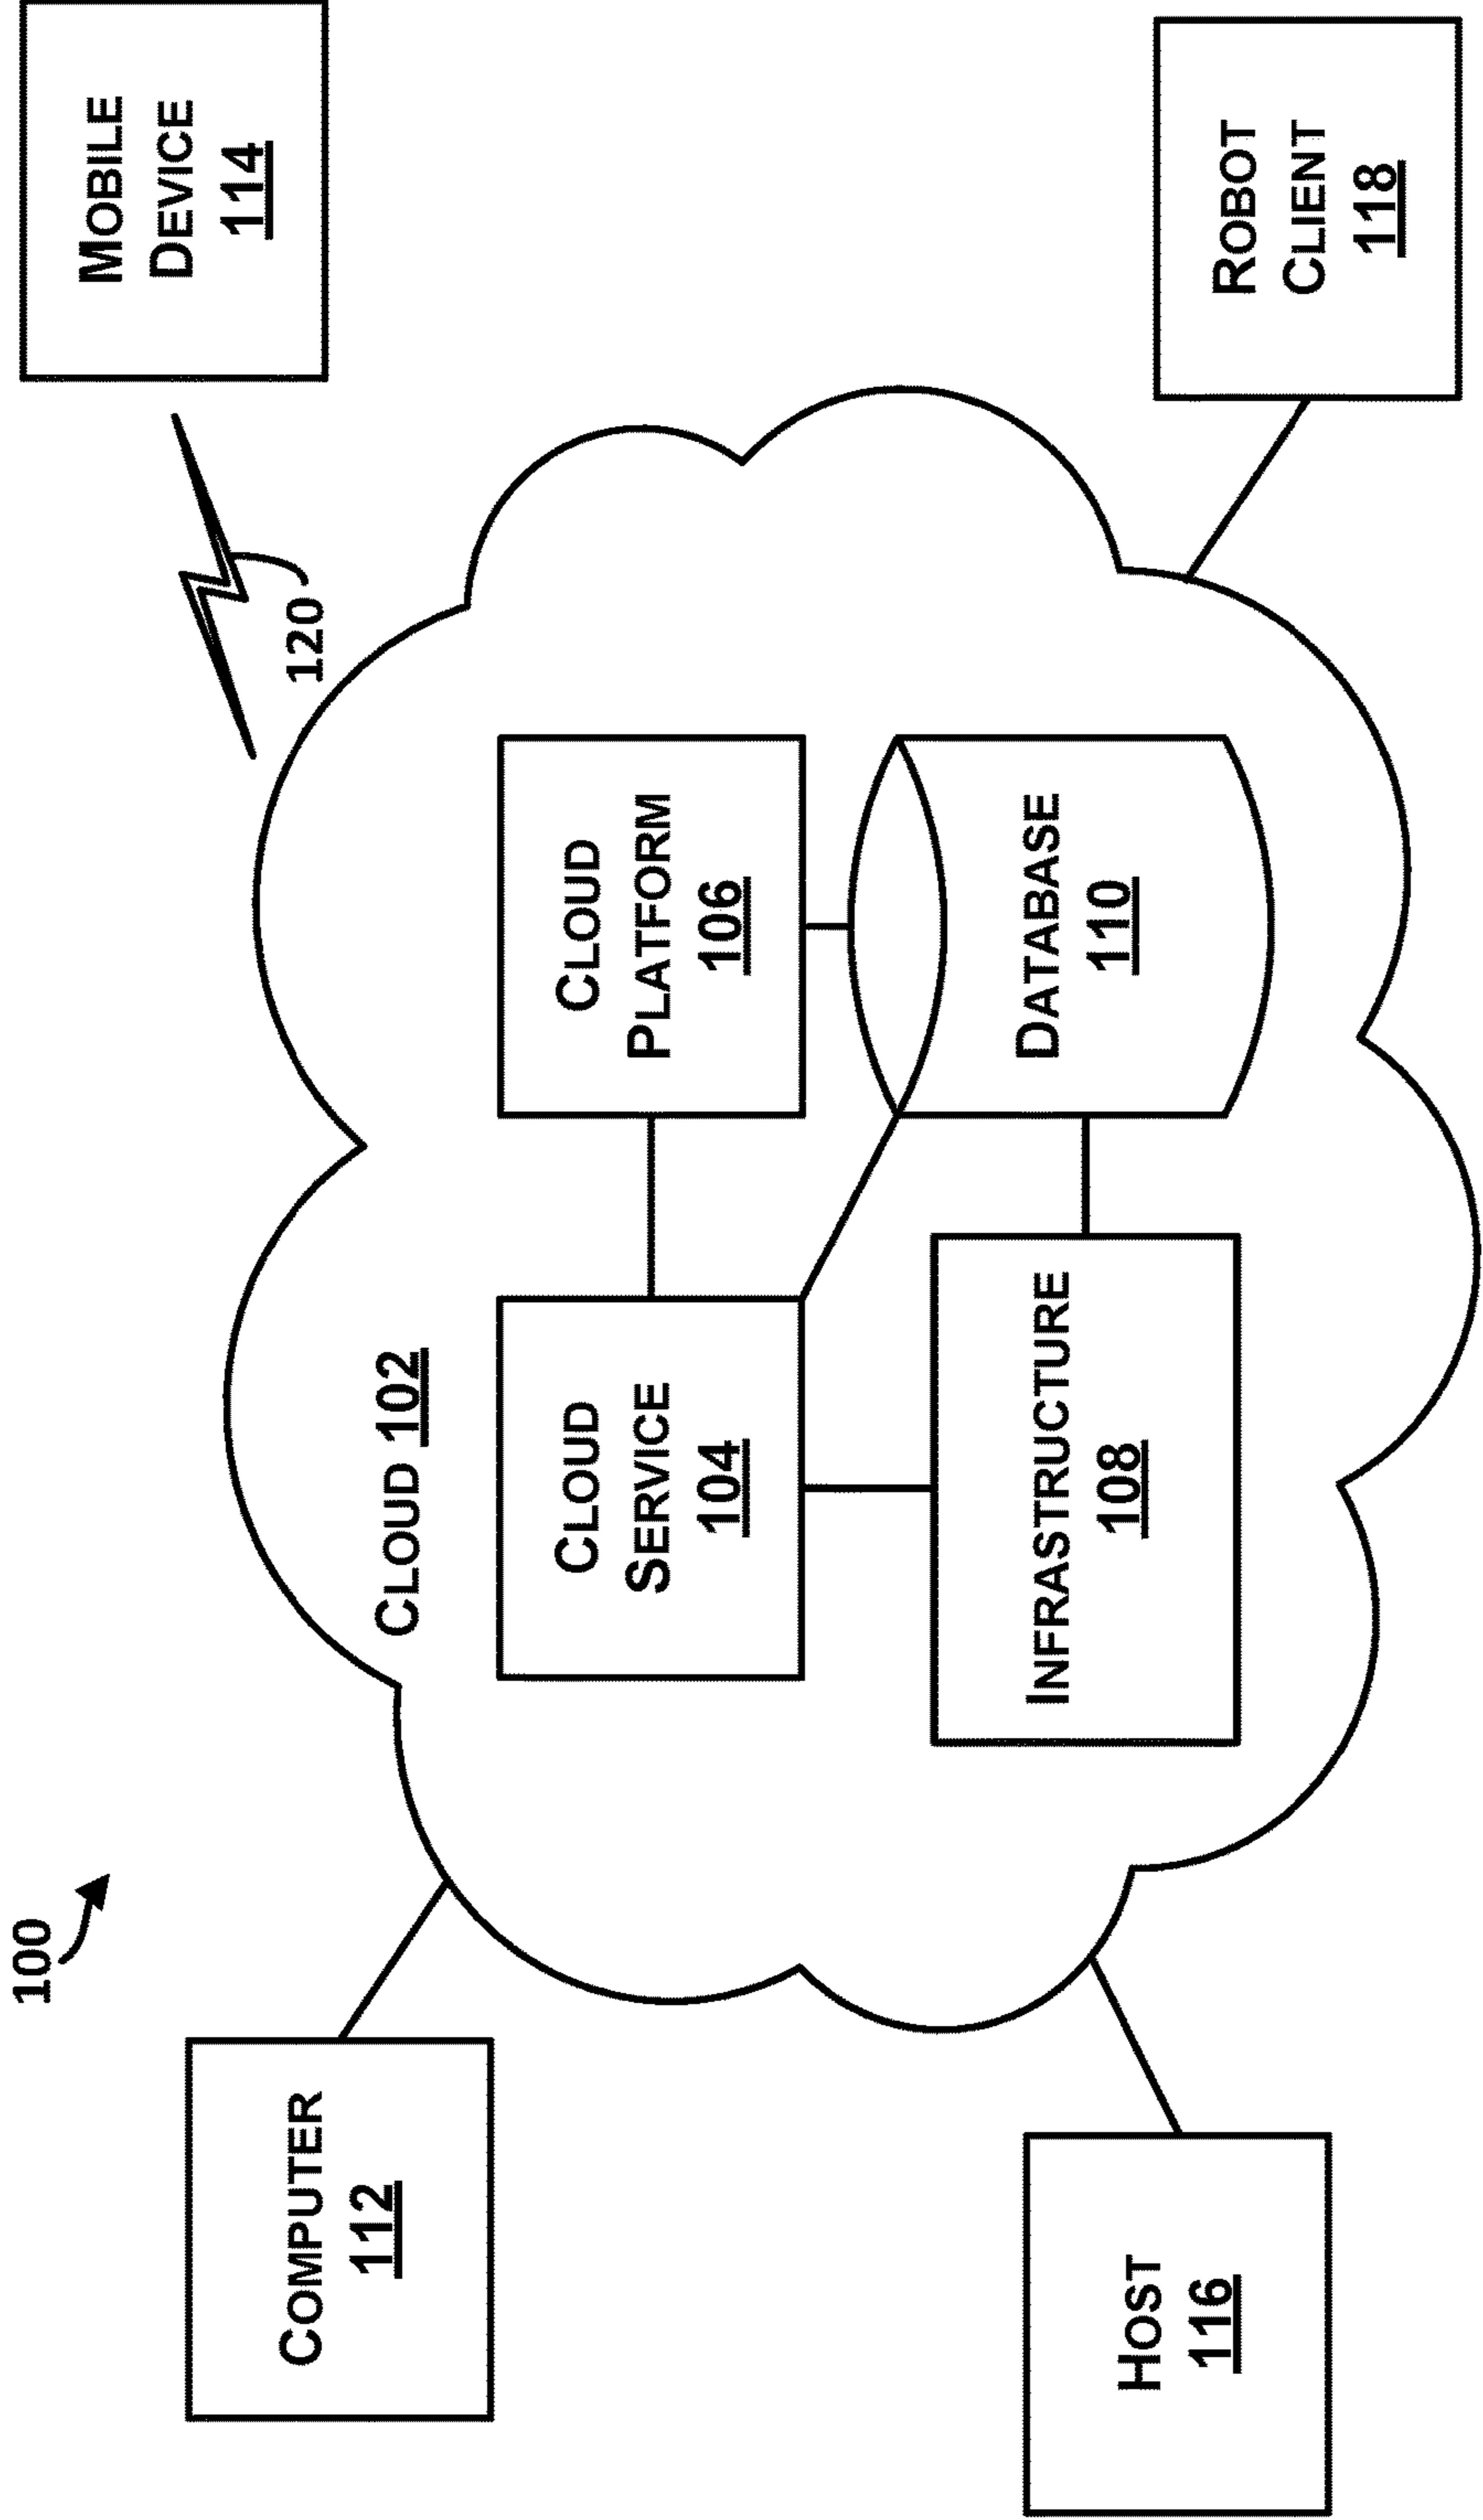 100
COMPUTER
112
MOBILE
DEVICE
114
120
CLOUD 102
CLOUD
SERVICE
104
CLOUD
PLATFORM
106
INFRASTRUCTURE
108
DATABASE
110
HOST
116
ROBOT
CLIENT
118